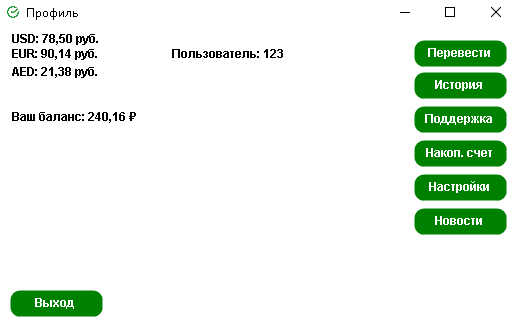 Профиль
USD: 78,50 руб.
EUR: 90,14 руб.
Пользователь: 123
AED: 21,38 руб.
Ваш баланс: 240,16 ₽
Перевести
История
Поддержка
Накоп. счет
Настройки
Новости
Выход